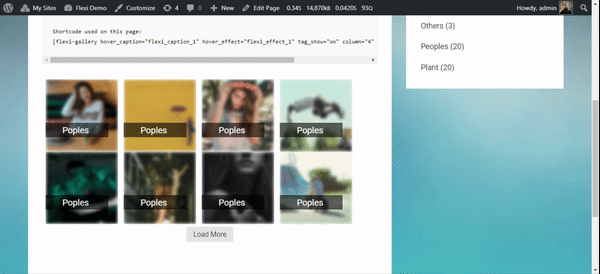 My Sites Flexi Demo Customize 4 0 New Edit Page 0.34S 14,870kB 0.0420S 93Q Howdy, admin
Shortcode used on this page:
[flexi-gallery hover_caption="flexi_caption_1" hover_effect="flexi_effect_1" tag_show="on" column="4"
Poples Poples Poples Poples
Poples Poples Poples Poples
Load More
Others (3)
Peoples (20)
Plant (20)